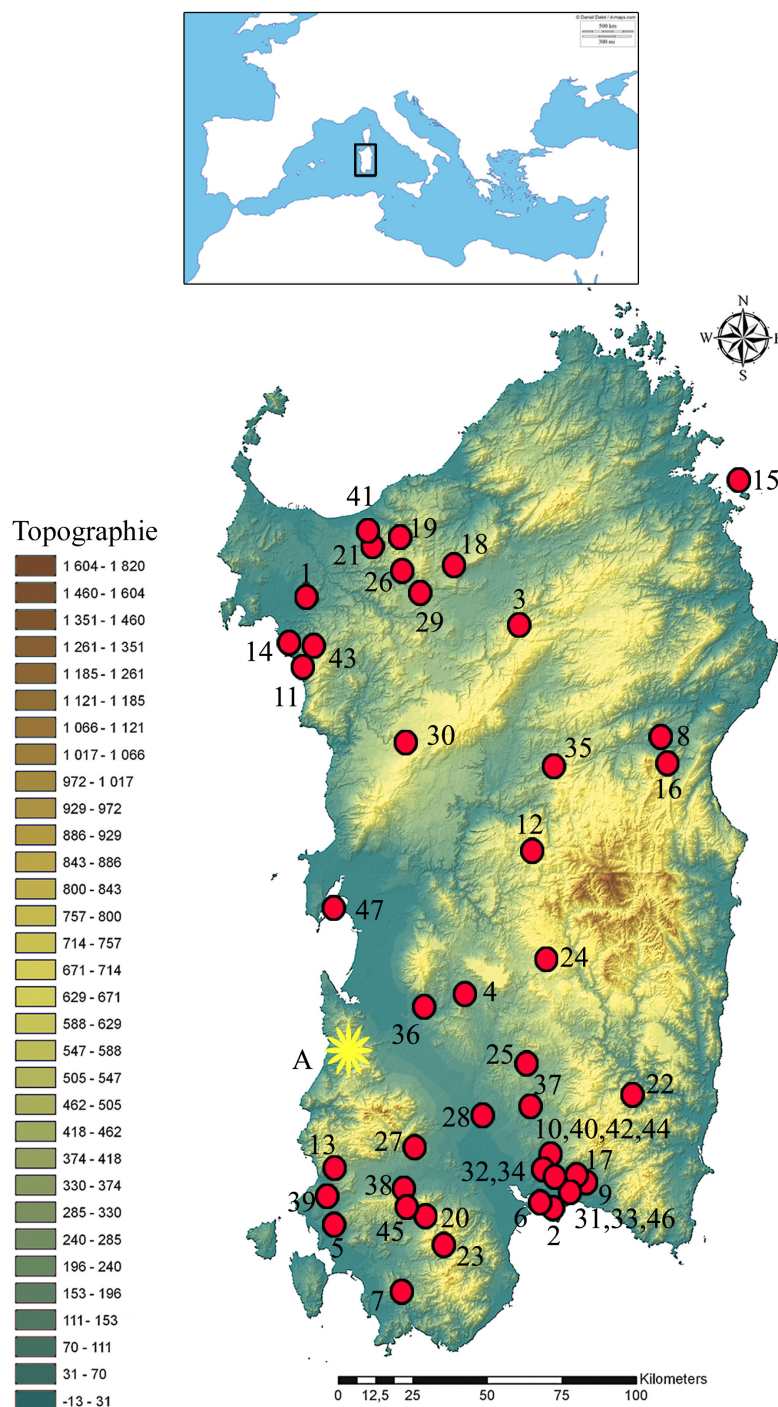 © Daniel Dalet / d-maps.com
500 km
300 mi
N
W
E
S
15
41
19
18
21
26
1
29
3
14
43
11
30
8
35
16
12
47
24
4
36
A
25
37
22
28
10,40,42,44
27
13
32,34
17
38
39
9
45
20
6
31,33,46
5
2
23
7
Topographie
1 604 - 1 820
1 460 - 1 604
1 351 - 1 460
1 261 - 1 351
1 185 - 1 261
1 121 - 1 185
1 066 - 1 121
1 017 - 1 066
972 - 1 017
929 - 972
886 - 929
843 - 886
800 - 843
757 - 800
714 - 757
671 - 714
629 - 671
588 - 629
547 - 588
505 - 547
462 - 505
418 - 462
374 - 418
330 - 374
285 - 330
240 - 285
196 - 240
153 - 196
111 - 153
70 - 111
31 - 70
-13 - 31
Kilometers
0 12,5 25 50 75 100